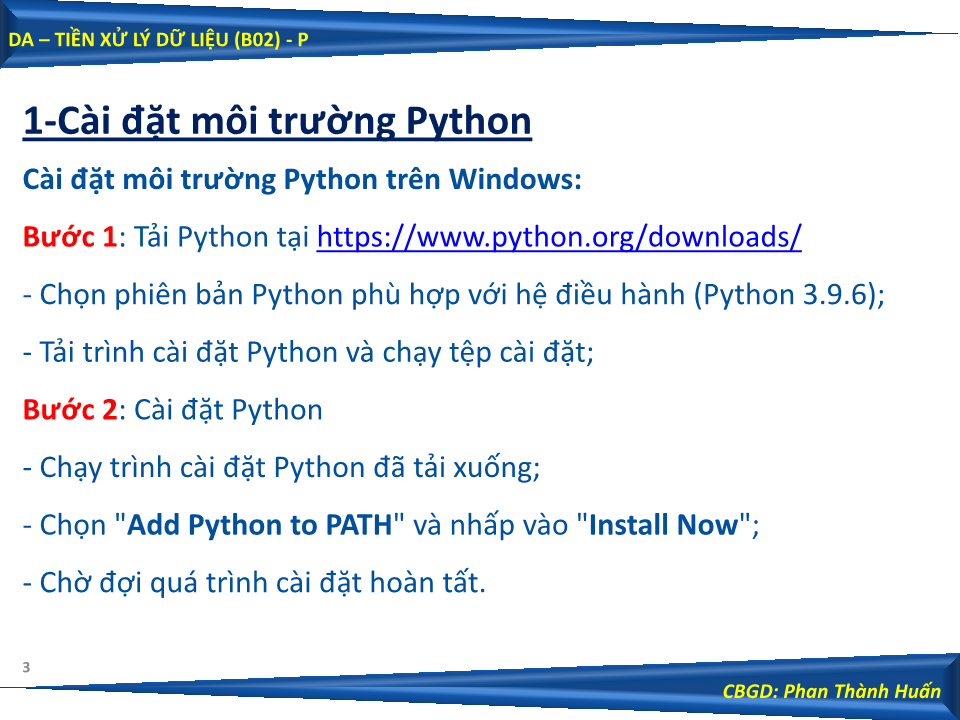 DA – TIỀN XỬ LÝ DỮ LIỆU (B02) - P
1-Cài đặt môi trường Python
Cài đặt môi trường Python trên Windows:
Bước 1: Tải Python tại https://www.python.org/downloads/
- Chọn phiên bản Python phù hợp với hệ điều hành (Python 3.9.6);
- Tải trình cài đặt Python và chạy tệp cài đặt;
Bước 2: Cài đặt Python
- Chạy trình cài đặt Python đã tải xuống;
- Chọn "Add Python to PATH" và nhấp vào "Install Now";
- Chờ đợi quá trình cài đặt hoàn tất.
3
CBGD: Phan Thành Huấn